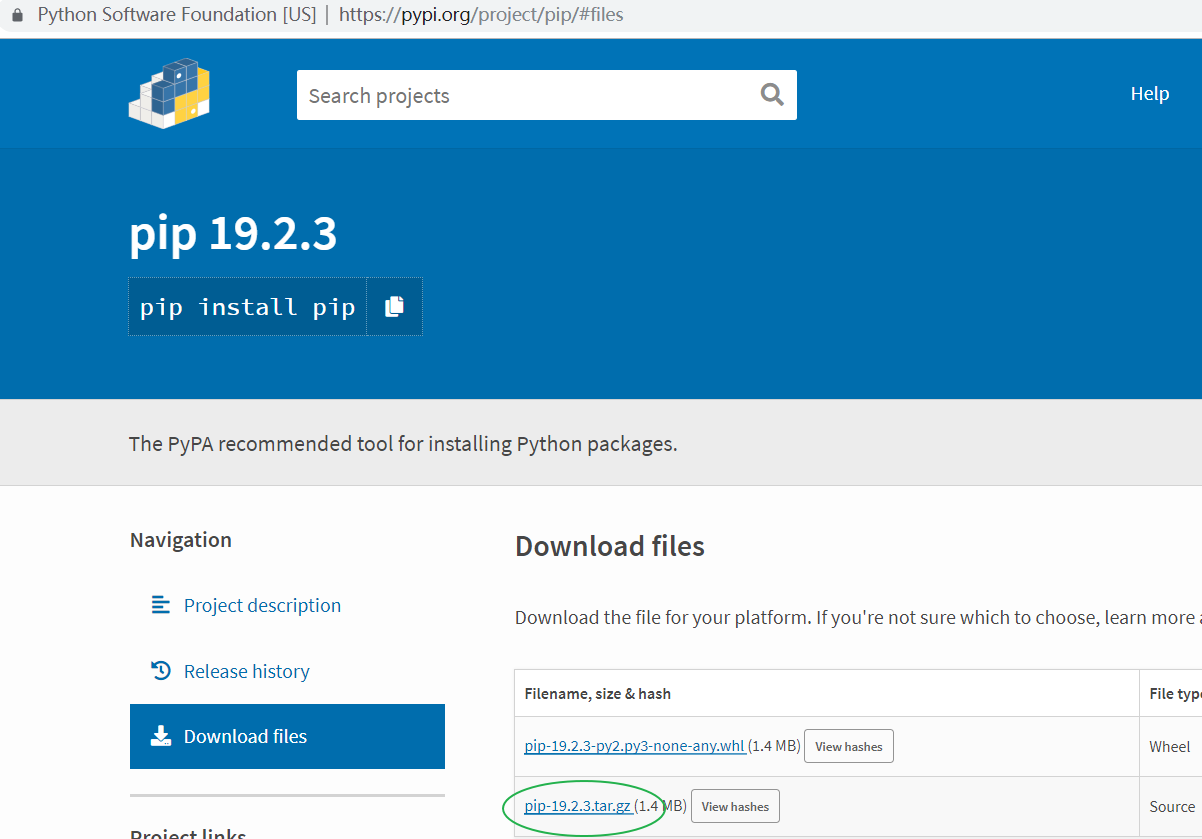 Python Software Foundation [US] | https://pypi.org/project/pip/#files
Search projects
Help
pip 19.2.3
pip install pip
The PyPA recommended tool for installing Python packages.
Navigation
Project description
Release history
Download files
Project links
Download files
Download the file for your platform. If you're not sure which to choose, learn more
Filename, size & hash
File type
pip-19.2.3-py2.py3-none-any.whl (1.4 MB) View hashes
Wheel
pip-19.2.3.tar.gz (1.4 MB) View hashes
Source